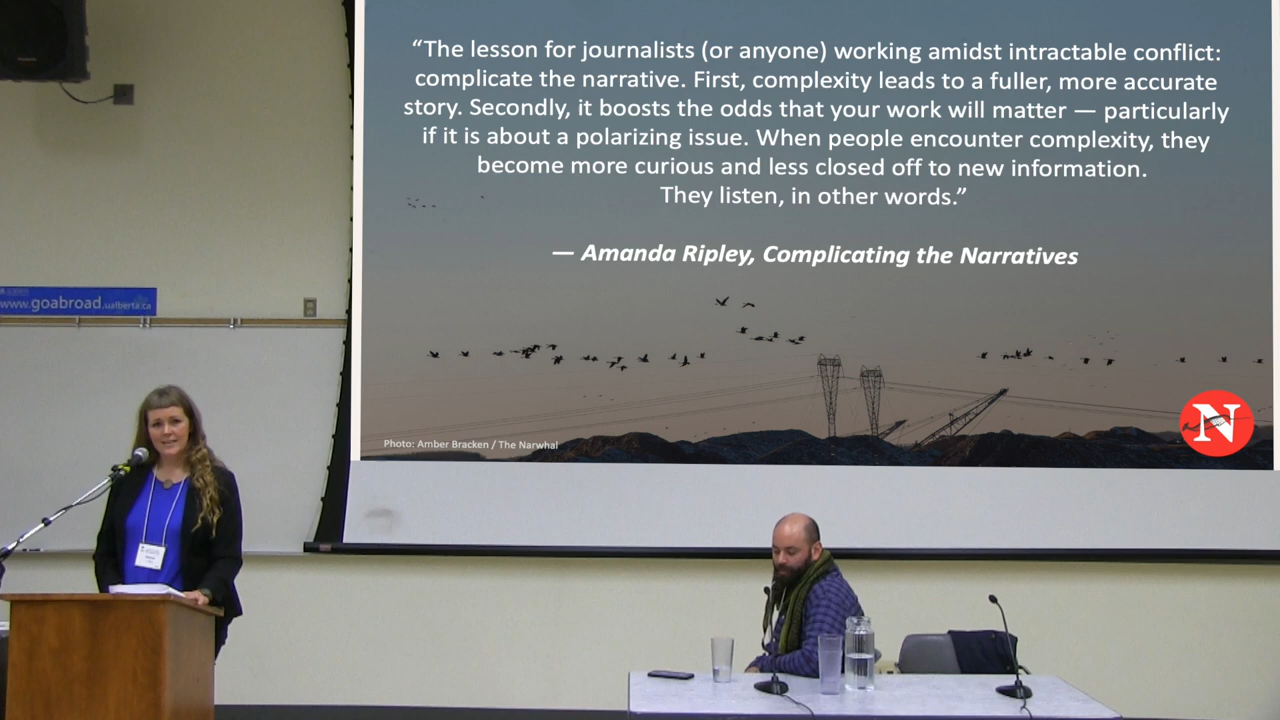 “The lesson for journalists (or anyone) working amidst intractable conflict:
complicate the narrative. First, complexity leads to a fuller, more accurate
story. Secondly, it boosts the odds that your work will matter — particularly
if it is about a polarizing issue. When people encounter complexity, they
become more curious and less closed off to new information.
They listen, in other words.”
— Amanda Ripley, Complicating the Narratives
www.goabroad.ualberta.ca
Photo: Amber Bracken / The Narwhal
N